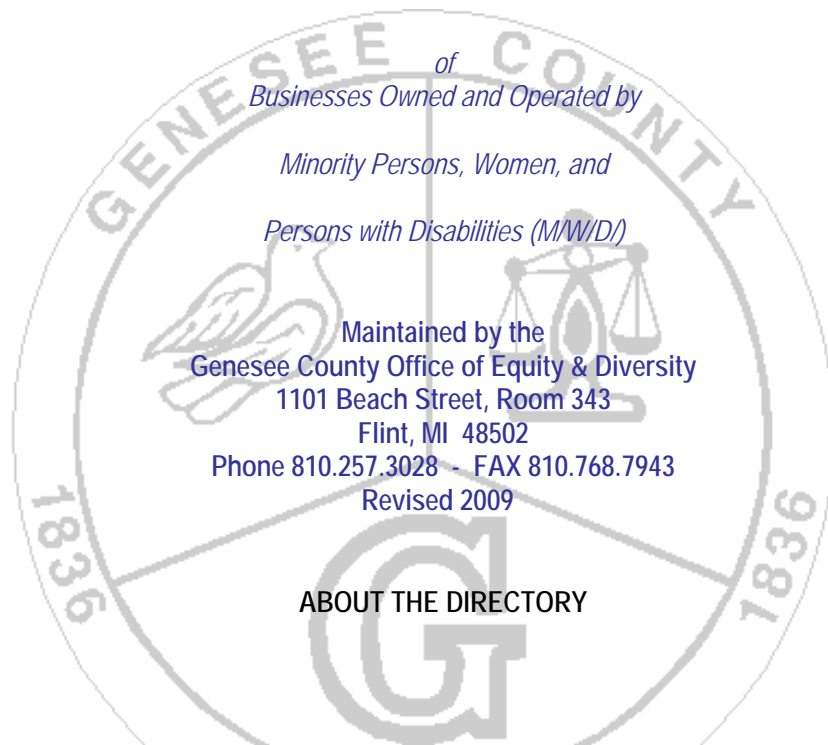 GENESEE COUNTY
of
Businesses Owned and Operated by
Minority Persons, Women, and
Persons with Disabilities (M/W/D/)
Maintained by the
Genesee County Office of Equity & Diversity
1101 Beach Street, Room 343
Flint, MI 48502
Phone 810.257.3028 - FAX 810.768.7943
Revised 2009
1836
1836
ABOUT THE DIRECTORY
G